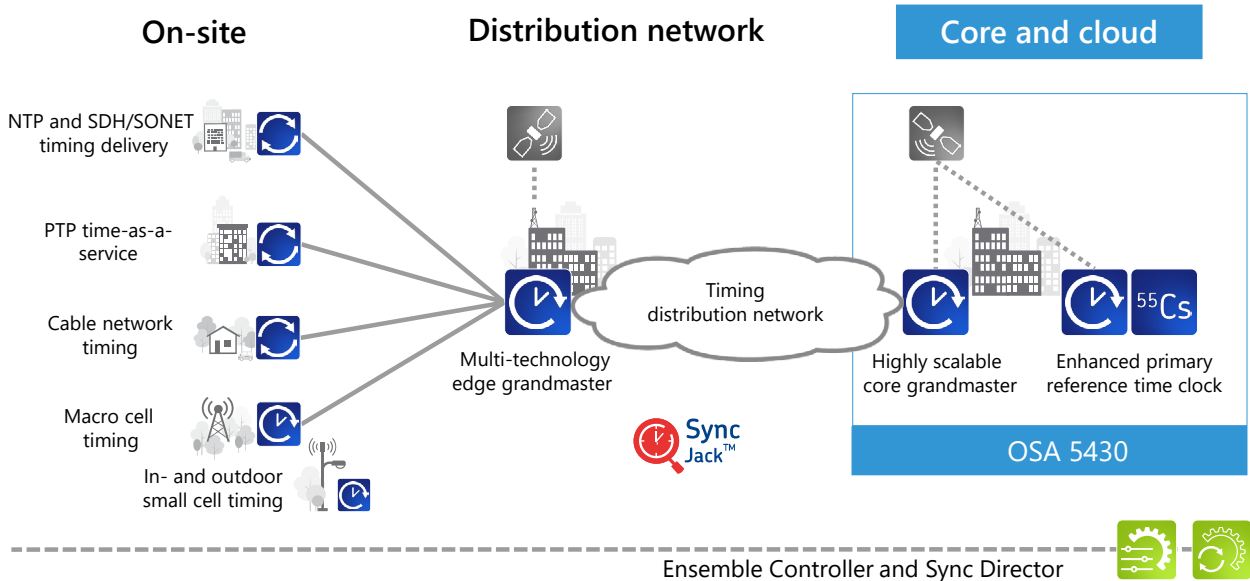 On-site
Distribution network
Core and cloud
NTP and SDH/SONET
timing delivery
PTP time-as-a-
service
Cable network
timing
Macro cell
timing
In- and outdoor
small cell timing
Multi-technology
edge grandmaster
Timing
distribution network
Sync
Jack™
Highly scalable
core grandmaster
⁵⁵Cs
Enhanced primary
reference time clock
OSA 5430
Ensemble Controller and Sync Director